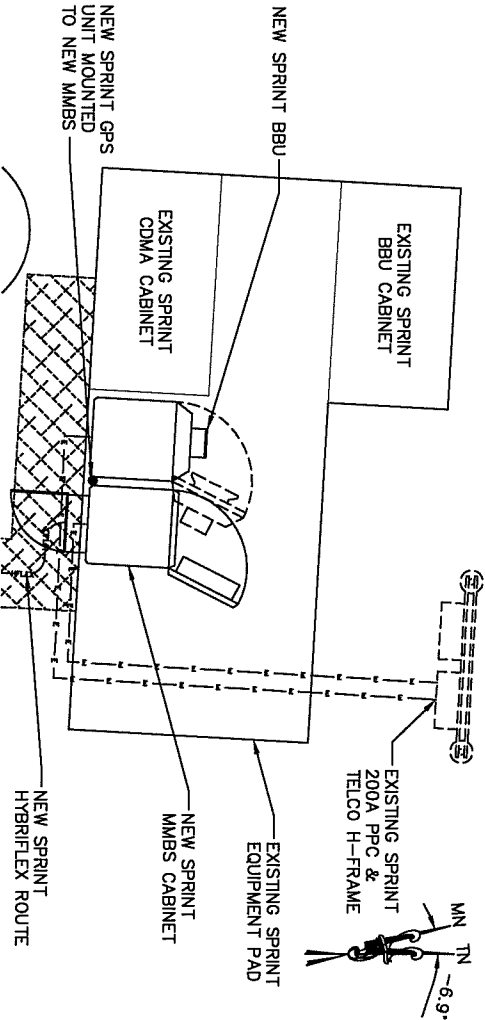 NEW SPRINT GPS
UNIT MOUNTED
TO NEW MMBS
NEW SPRINT BBU
EXISTING SPRINT
CDMA CABINET
EXISTING SPRINT
BBU CABINET
NEW SPRINT
HYBRIFLEX ROUTE
NEW SPRINT
MMBS CABINET
EXISTING SPRINT
EQUIPMENT PAD
EXISTING SPRINT
200A PPC &
TELCO H-FRAME
MN
TN
-6.9°